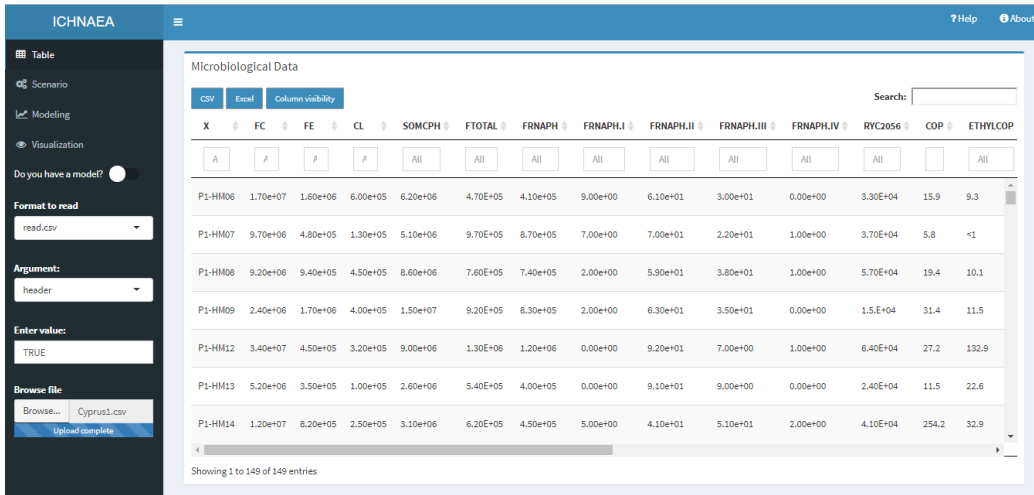 ICHNAEA
? Help
About
Table
Scenario
Modeling
Visualization
Do you have a model?
Format to read
read.csv
Argument:
header
Enter value:
TRUE
Browse file
Browse... Cyprus1.csv
Upload complete
Microbiological Data
CSV Excel Column visibility
Search:
X FC FE CL SOMCPH FTOTAL FRNAPH FRNAPH.I FRNAPH.II FRNAPH.III FRNAPH.IV RYC2056 COP ETHYLCOP
A A A A All All All All All All All All All
P1-HM06 1.70e+07 1.60e+06 6.00e+05 6.20e+06 4.70E+05 4.10e+05 9.00e+00 6.10e+01 3.00e+01 0.00e+00 3.30E+04 15.9 9.3
P1-HM07 9.70e+06 4.80e+05 1.30e+05 5.10e+06 9.70E+05 8.70e+05 7.00e+00 7.00e+01 2.20e+01 1.00e+00 3.70E+04 5.8 <1
P1-HM08 9.20e+06 9.40e+05 4.50e+05 8.60e+06 7.60E+05 7.40e+05 2.00e+00 5.90e+01 3.80e+01 1.00e+00 5.70E+04 19.4 10.1
P1-HM09 2.40e+06 1.70e+06 4.00e+05 1.50e+07 9.20E+05 8.30e+05 2.00e+00 6.30e+01 3.50e+01 0.00e+00 1.5.E+04 31.4 11.5
P1-HM12 3.40e+07 4.50e+05 3.20e+05 9.00e+06 1.30E+06 1.20e+06 0.00e+00 9.20e+01 7.00e+00 1.00e+00 6.40E+04 27.2 132.9
P1-HM13 5.20e+06 3.50e+05 1.00e+05 2.60e+06 5.40E+05 4.00e+05 0.00e+00 9.10e+01 9.00e+00 0.00e+00 2.40E+04 11.5 22.6
P1-HM14 1.20e+07 8.20e+05 2.50e+05 3.10e+06 6.20E+05 4.50e+05 5.00e+00 4.10e+01 5.10e+01 2.00e+00 4.10E+04 254.2 32.9
Showing 1 to 149 of 149 entries